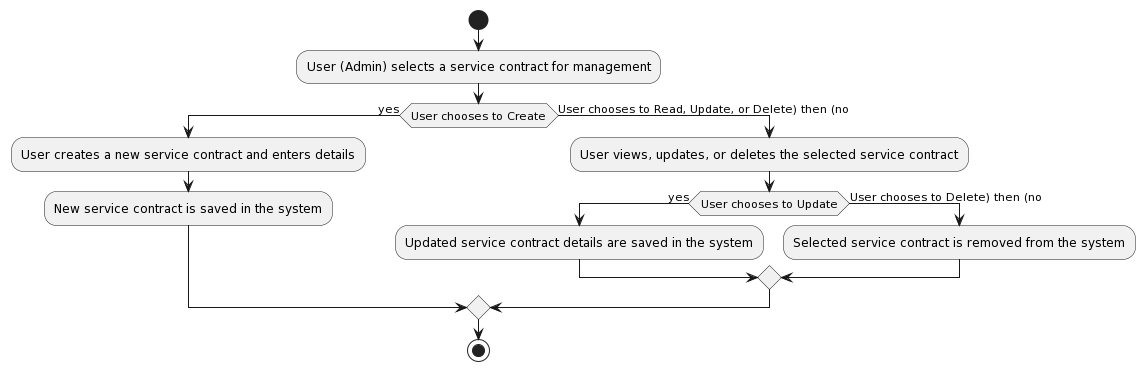 User (Admin) selects a service contract for management
yes
User chooses to Create
User chooses to Read, Update, or Delete) then (no
User creates a new service contract and enters details
User views, updates, or deletes the selected service contract
New service contract is saved in the system
yes
User chooses to Update
User chooses to Delete) then (no
Updated service contract details are saved in the system
Selected service contract is removed from the system